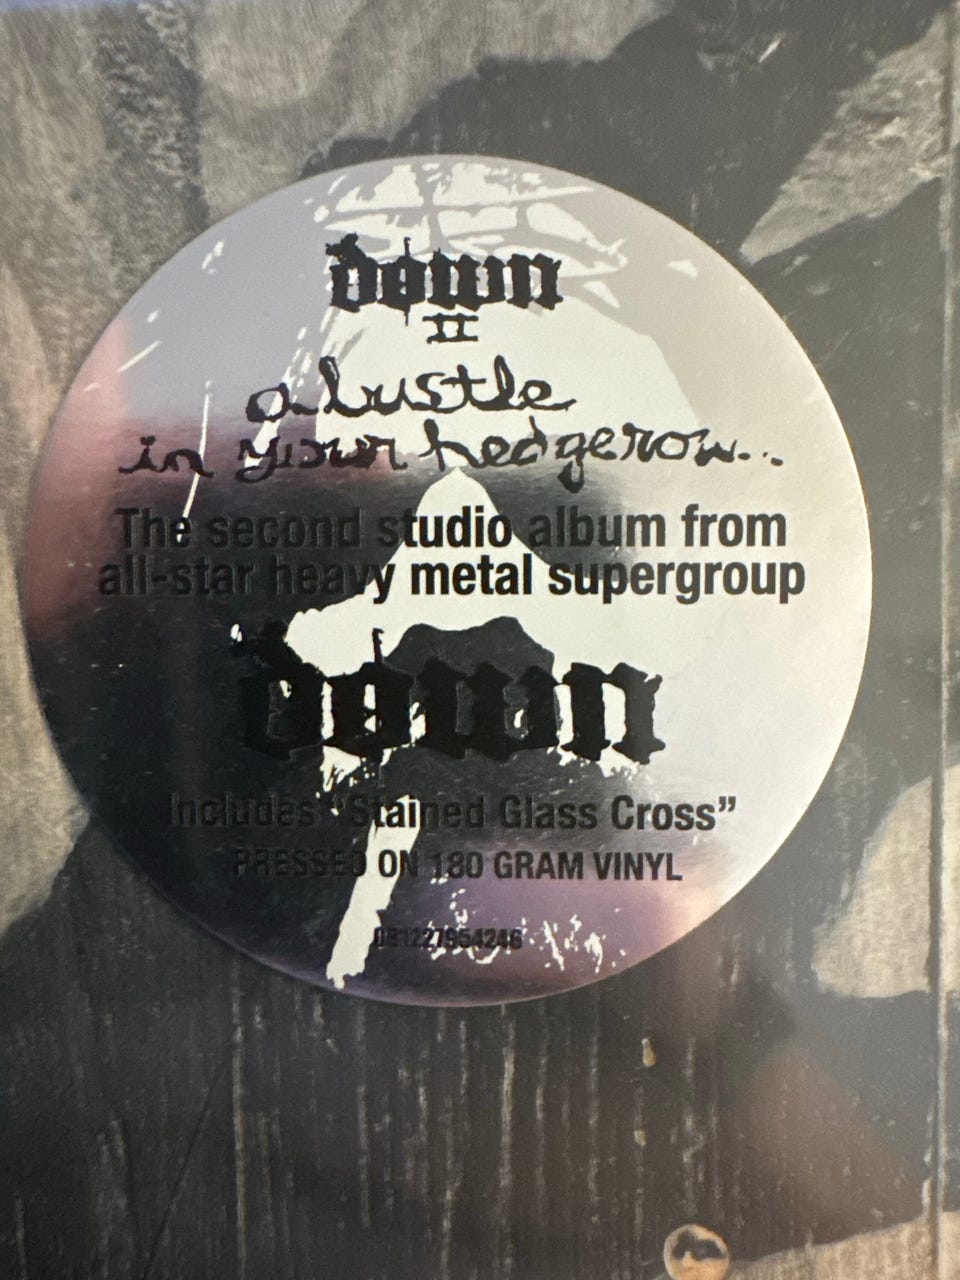 down
II
a bustle
in your hedgerow...
The second studio album from
all-star heavy metal supergroup
down
Includes "Stained Glass Cross"
PRESSED ON 180 GRAM VINYL
081227954246